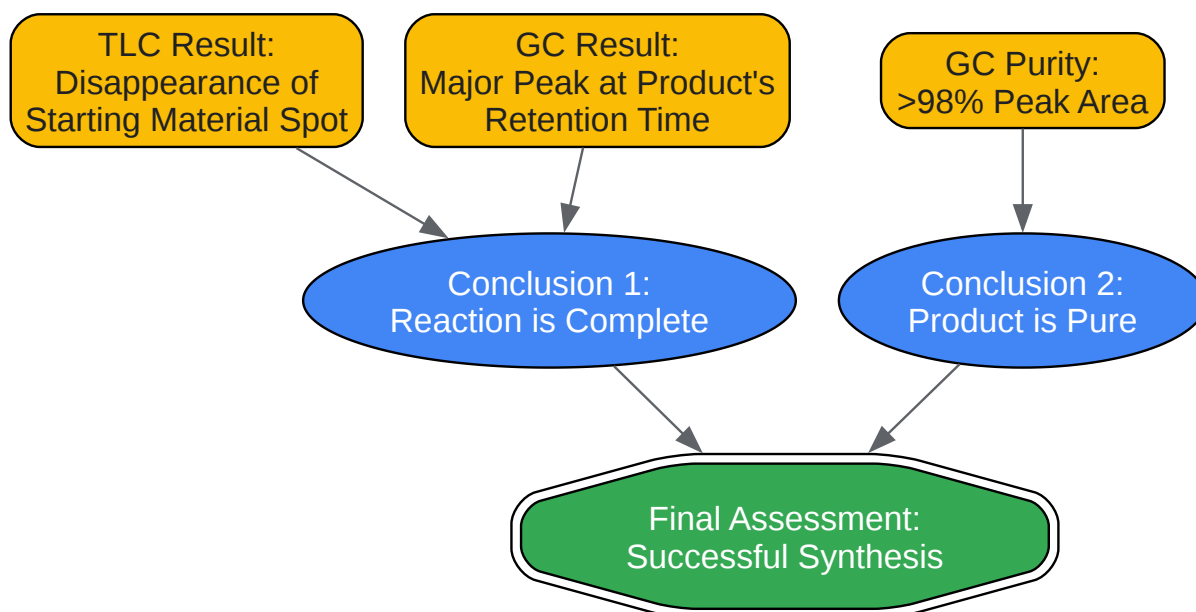 TLC Result:
Disappearance of
Starting Material Spot
GC Result:
Major Peak at Product's
Retention Time
GC Purity:
>98% Peak Area
Conclusion 1:
Reaction is Complete
Conclusion 2:
Product is Pure
Final Assessment:
Successful Synthesis